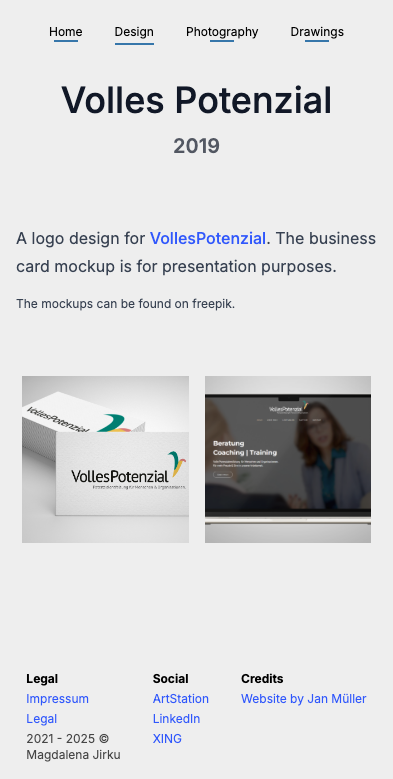 Home Design Photography Drawings
Volles Potenzial
2019
A logo design for VollesPotenzial. The business
card mockup is for presentation purposes.
The mockups can be found on freepik.
VollesPotenzial
VollesPotenzial
VollesPotenzial
Beratung
Coaching | Training
Legal
Impressum
Legal
2021 - 2025 ©
Magdalena Jirku
Social
ArtStation
LinkedIn
XING
Credits
Website by Jan Müller